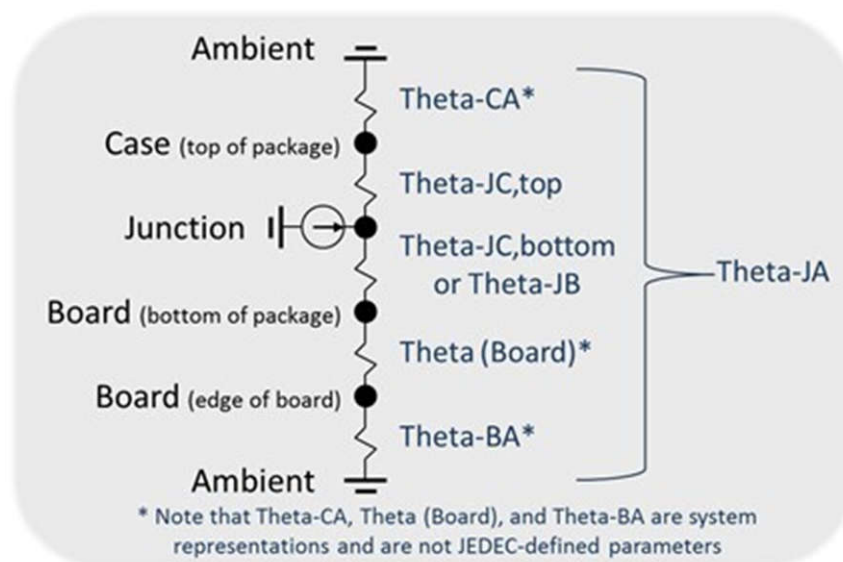 Ambient
Theta-CA*
Case (top of package)
Theta-JC,top
Junction
Theta-JC,bottom
or Theta-JB
Theta-JA
Board (bottom of package)
Theta (Board)*
Board (edge of board)
Theta-BA*
Ambient
* Note that Theta-CA, Theta (Board), and Theta-BA are system
representations and are not JEDEC-defined parameters